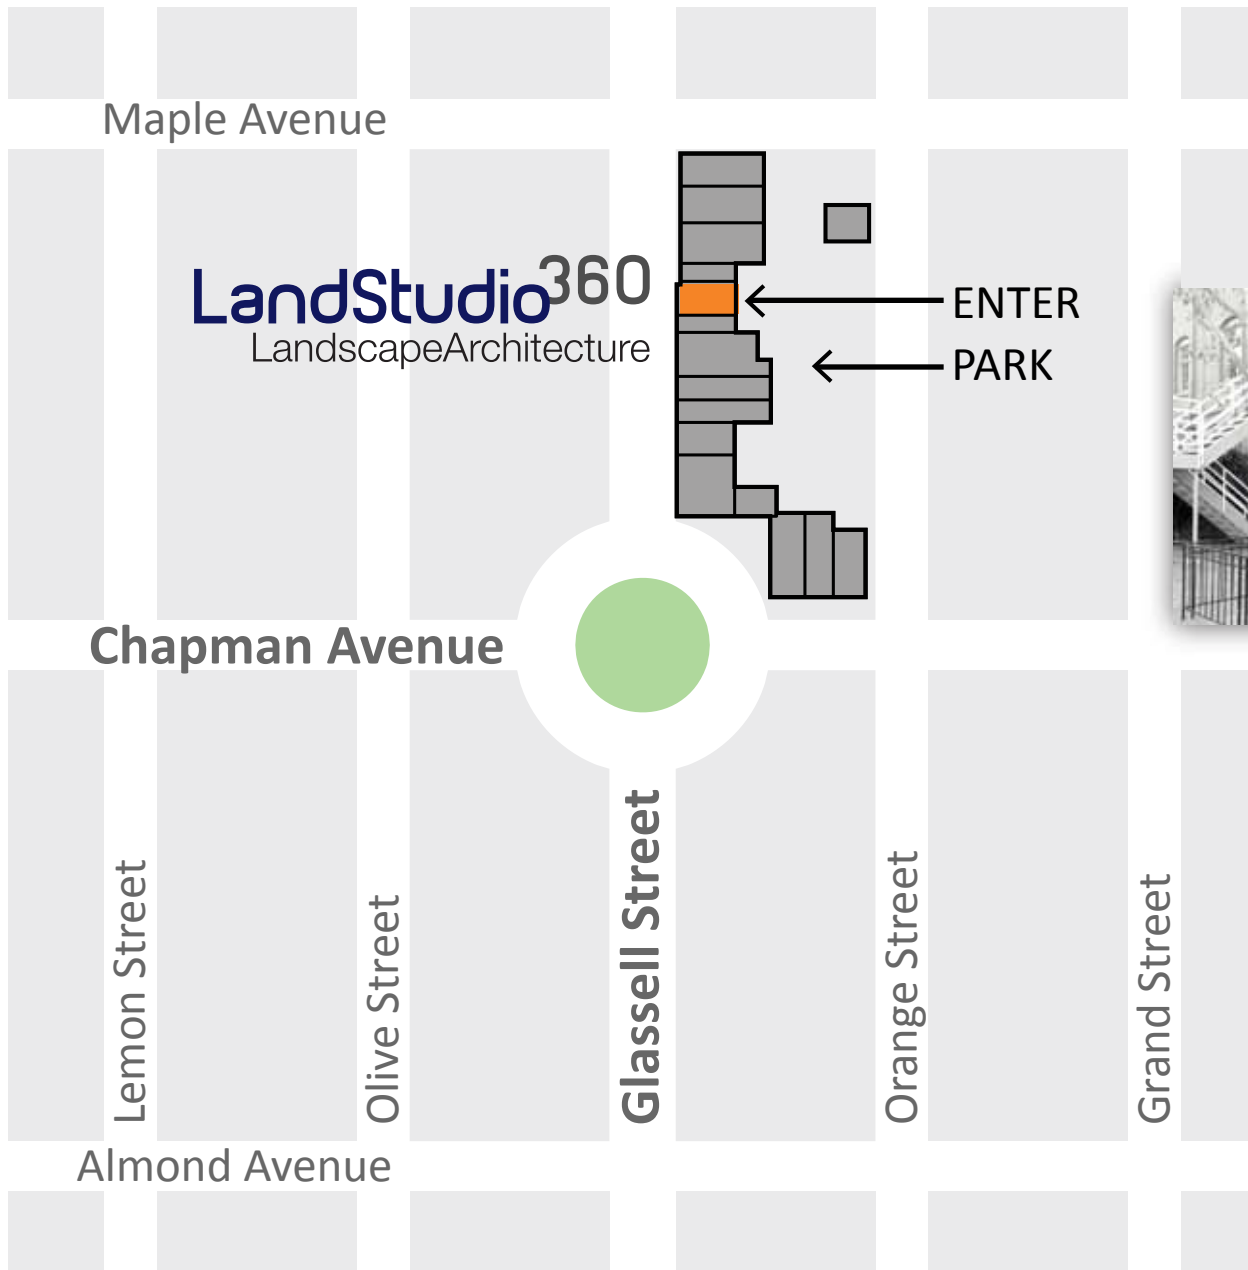 Maple Avenue
LandStudio360
LandscapeArchitecture
ENTER
PARK
Chapman Avenue
Lemon Street
Olive Street
Glassell Street
Orange Street
Grand Street
Almond Avenue